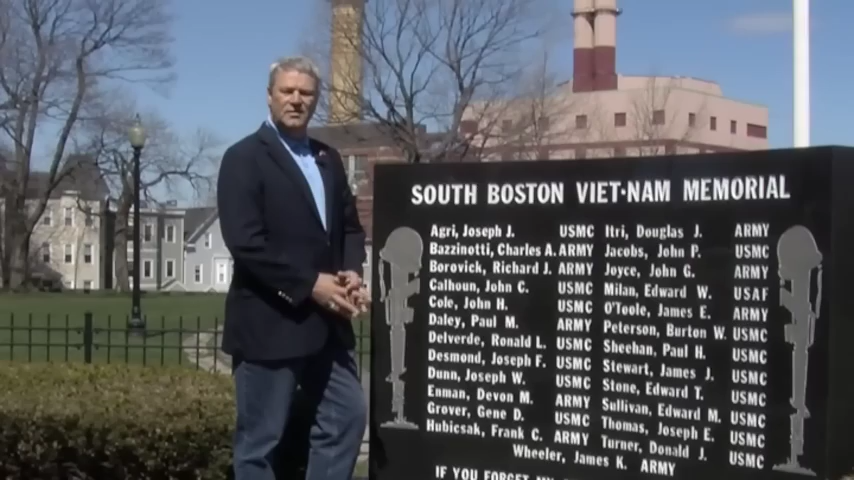 SOUTH BOSTON VIET·NAM MEMORIAL
Agri, Joseph J. USMC
Bazzinotti, Charles A. ARMY
Borovick, Richard J. ARMY
Calhoun, John C. USMC
Cole, John H. USMC
Daley, Paul M. ARMY
Delverde, Ronald L. USMC
Desmond, Joseph F. USMC
Dunn, Joseph W. USMC
Enman, Devon M. ARMY
Grover, Gene D. USMC
Hubicsak, Frank C. ARMY
Itri, Douglas J. ARMY
Jacobs, John P. USMC
Joyce, John G. ARMY
Milan, Edward W. USAF
O'Toole, James E. ARMY
Peterson, Burton W. USMC
Sheehan, Paul H. USMC
Stewart, James J. USMC
Stone, Edward T. USMC
Sullivan, Edward M. USMC
Thomas, Joseph E. USMC
Turner, Donald J. USMC
Wheeler, James K. ARMY
IF YOU FORGET MY